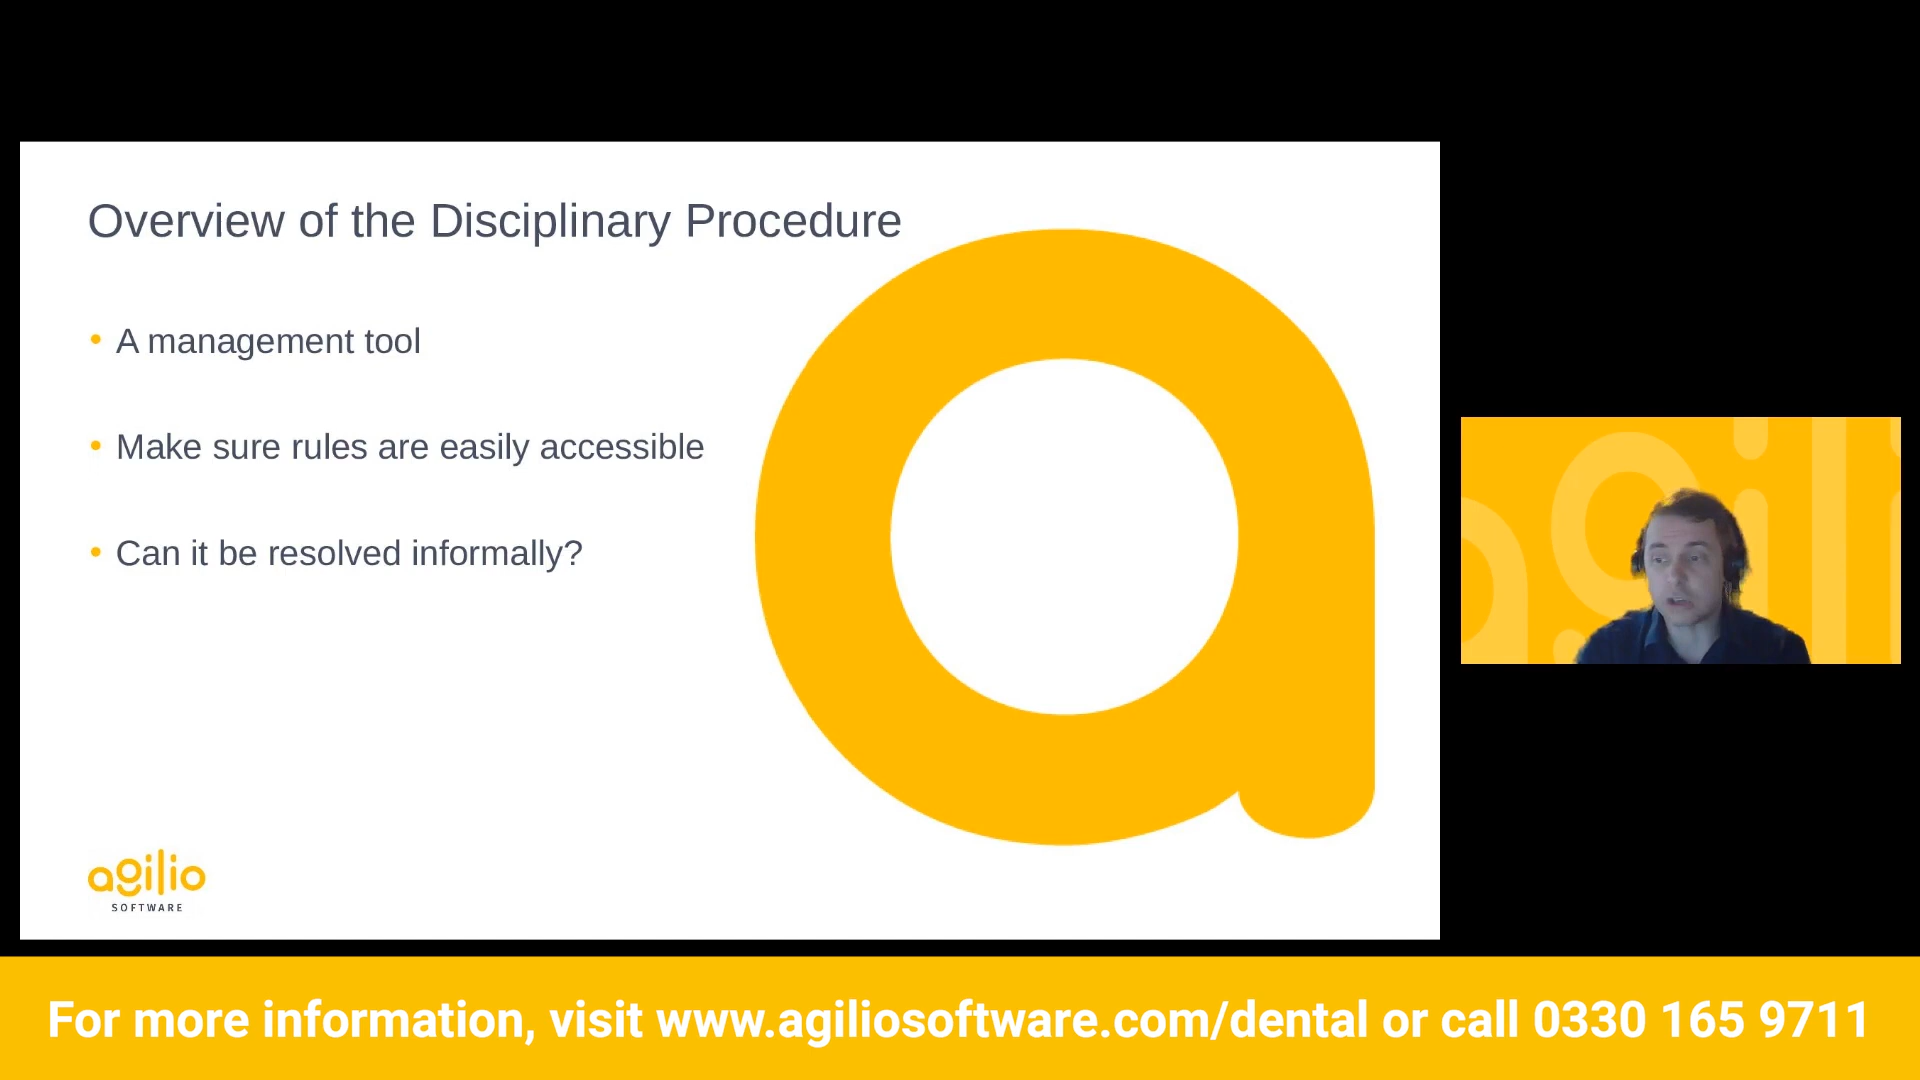 Overview of the Disciplinary Procedure
• A management tool
• Make sure rules are easily accessible
• Can it be resolved informally?
agilio
SOFTWARE
For more information, visit www.agiliosoftware.com/dental or call 0330 165 9711